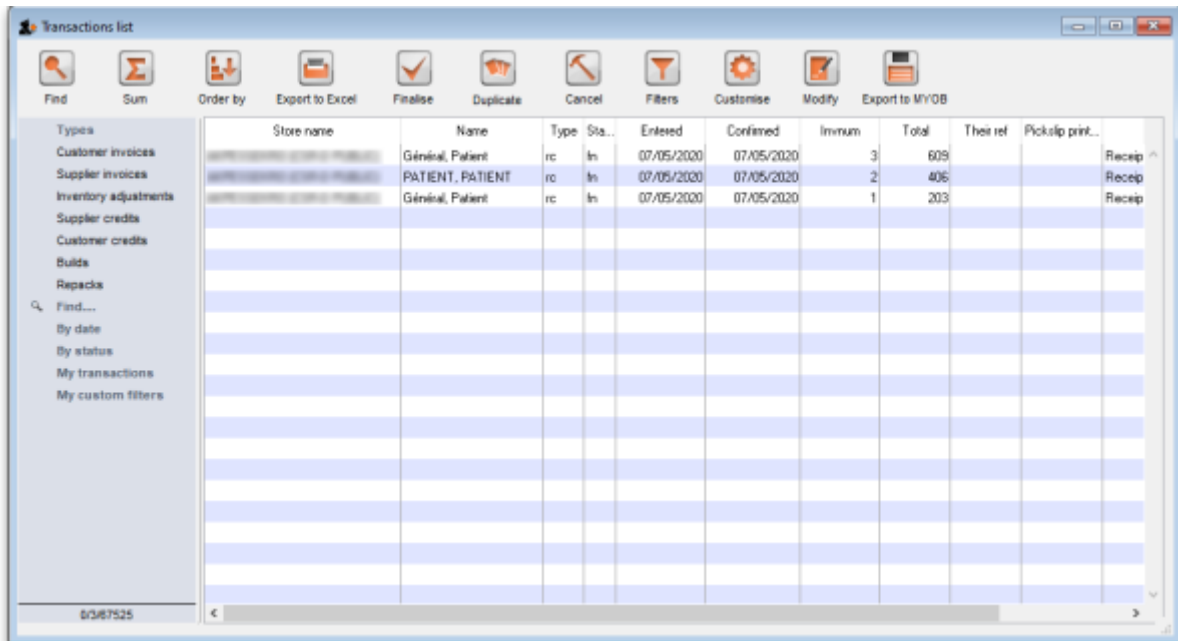 Transactions list
Find Sum Order by Export to Excel Finalise Duplicate Cancel Filters Customise Modify Export to MYOB
Types
Customer invoices
Supplier invoices
Inventory adjustments
Supplier credits
Customer credits
Builds
Repacks
Find....
By date
By status
My transactions
My custom filters
0/3/67525
Store name Name Type Sta... Entered Confirmed Invnum Total Their ref Pickslip print...
Général, Patient rc fn 07/05/2020 07/05/2020 3 609 Receip
PATIENT, PATIENT rc fn 07/05/2020 07/05/2020 2 406 Receip
Général, Patient rc fn 07/05/2020 07/05/2020 1 203 Receip